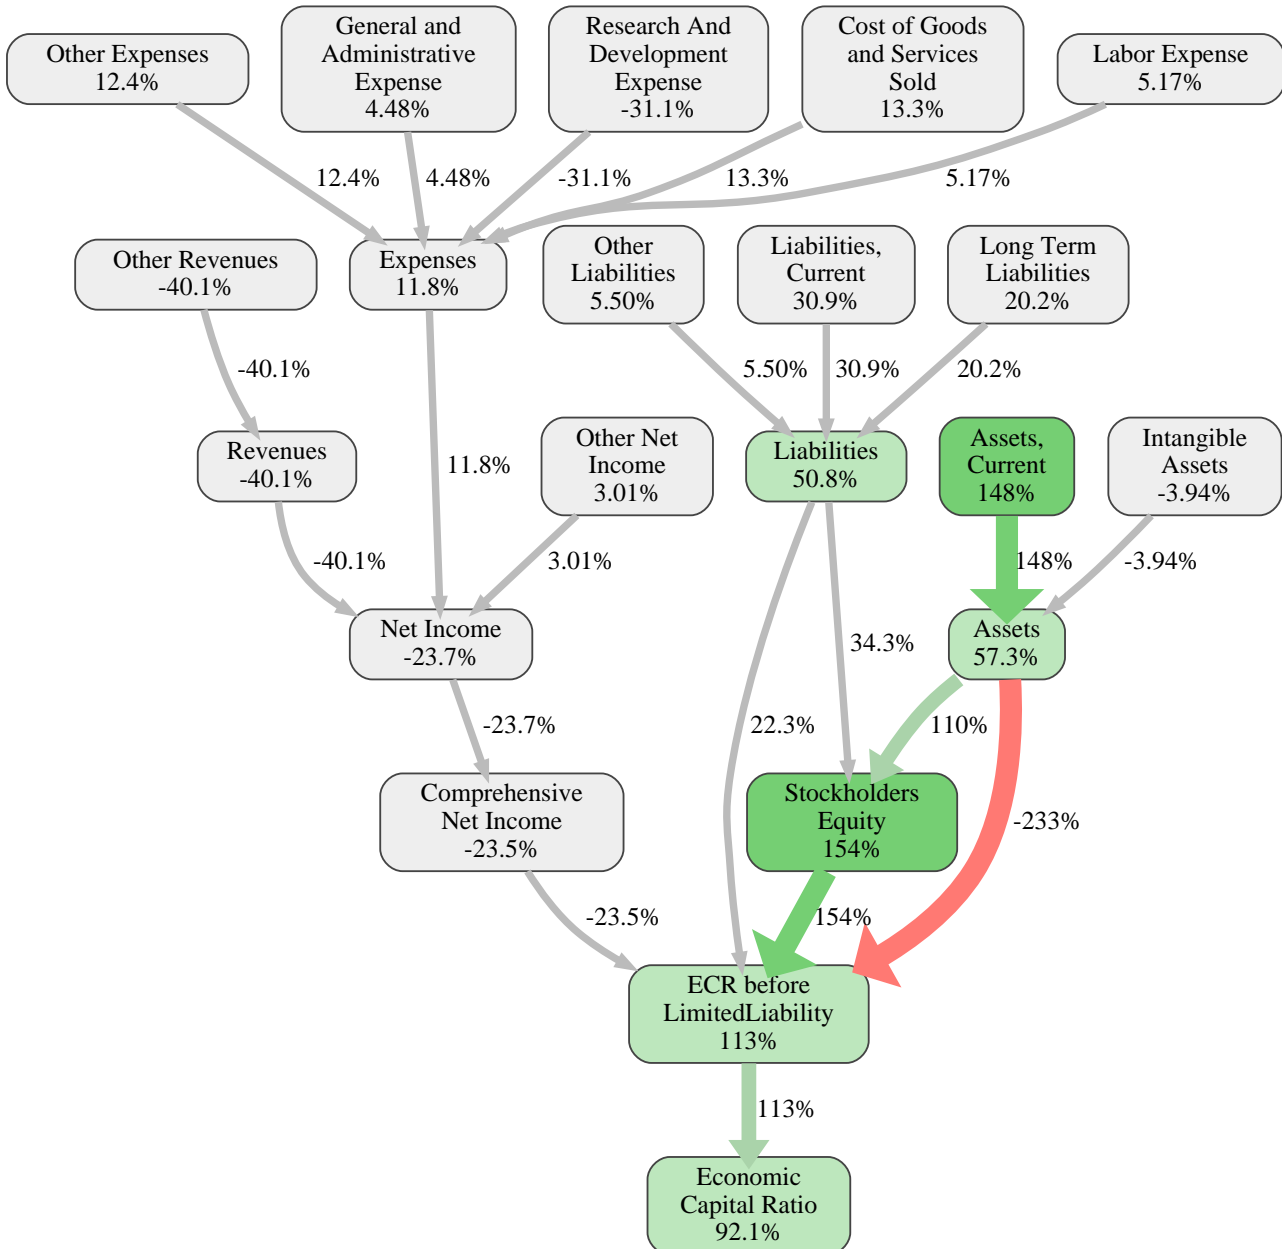 Other Expenses
12.4%
General and
Administrative
Expense
4.48%
Research And
Development
Expense
-31.1%
Cost of Goods
and Services
Sold
13.3%
Labor Expense
5.17%
12.4%
4.48%
-31.1%
13.3%
5.17%
Other Revenues
-40.1%
Expenses
11.8%
Other
Liabilities
5.50%
Liabilities,
Current
30.9%
Long Term
Liabilities
20.2%
-40.1%
5.50%
30.9%
20.2%
Revenues
-40.1%
11.8%
Other Net
Income
3.01%
Liabilities
50.8%
Assets,
Current
148%
Intangible
Assets
-3.94%
-40.1%
3.01%
148%
-3.94%
Net Income
-23.7%
34.3%
Assets
57.3%
-23.7%
22.3%
110%
Comprehensive
Net Income
-23.5%
Stockholders
Equity
154%
-233%
-23.5%
154%
ECR before
LimitedLiability
113%
113%
Economic
Capital Ratio
92.1%